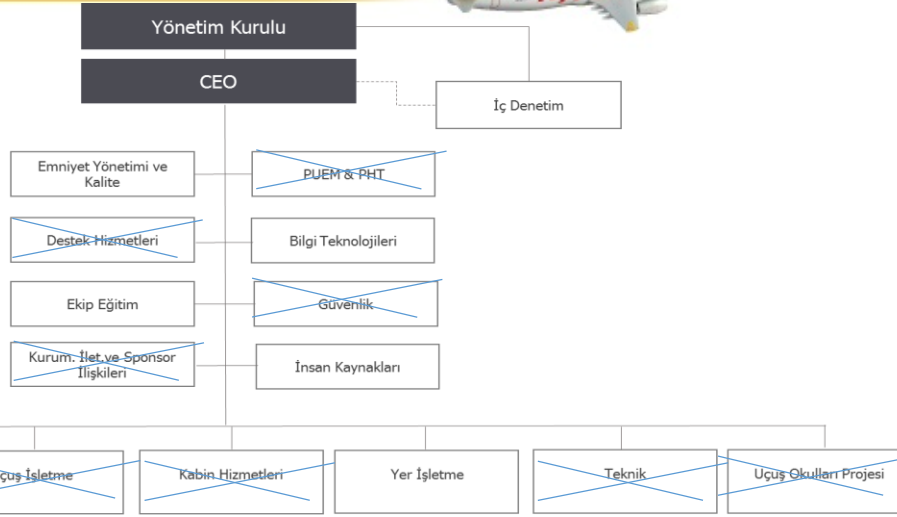 Yönetim Kurulu
CEO
İç Denetim
Emniyet Yönetimi ve
Kalite
PUEM & PHT
Destek Hizmetleri
Bilgi Teknolojileri
Ekip Eğitim
Güvenlik
Kurum. İlet.ve Sponsor
İlişkileri
İnsan Kaynakları
çuş İşletme
Kabin Hizmetleri
Yer İşletme
Teknik
Uçuş Okulları Projesi